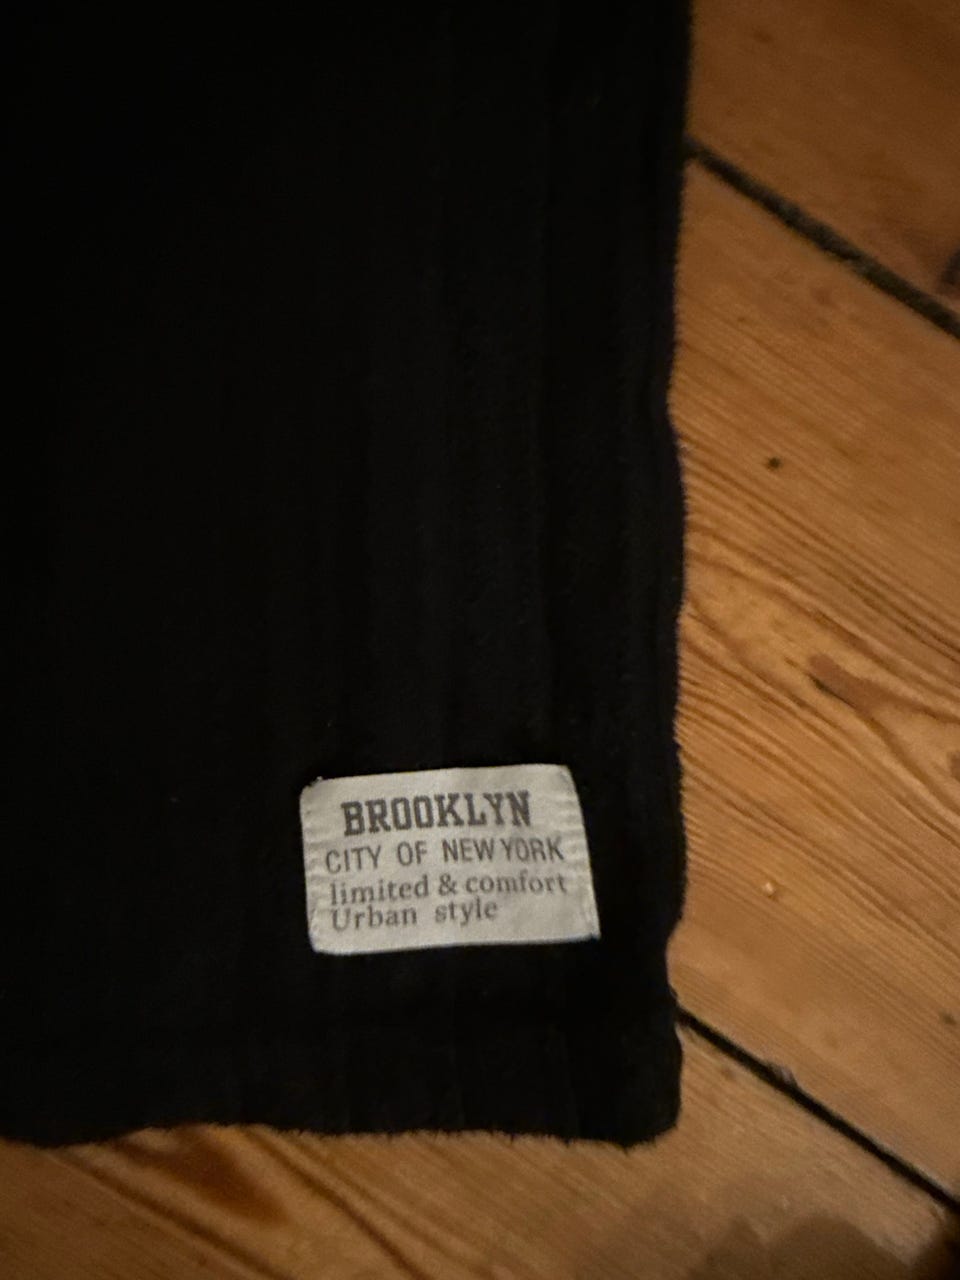 BROOKLYN
CITY OF NEW YORK
limited & comfort
Urban style